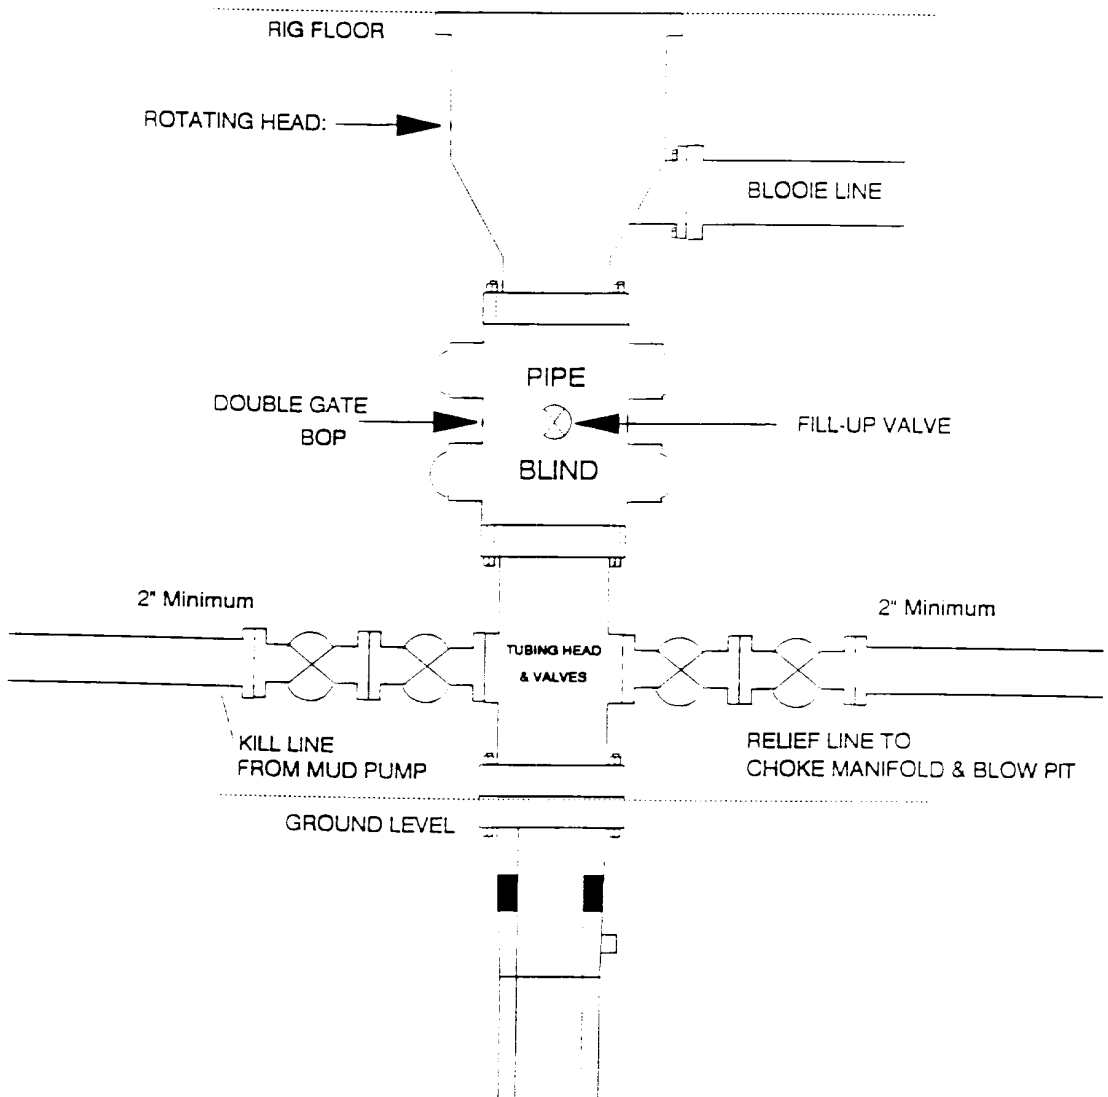 RIG FLOOR
ROTATING HEAD:
BLOOIE LINE
PIPE
DOUBLE GATE
BOP
FILL-UP VALVE
BLIND
2" Minimum
2" Minimum
TUBING HEAD
& VALVES
KILL LINE
FROM MUD PUMP
RELIEF LINE TO
CHOKE MANIFOLD & BLOW PIT
GROUND LEVEL